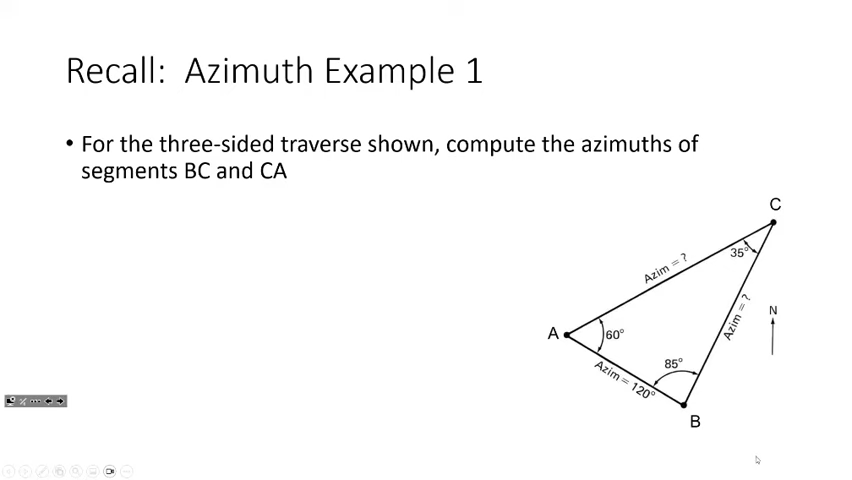 Recall: Azimuth Example 1
• For the three-sided traverse shown, compute the azimuths of
segments BC and CA
C
35°
Azim = ?
N
Azim = ?
A
60°
85°
Azim = 120°
B